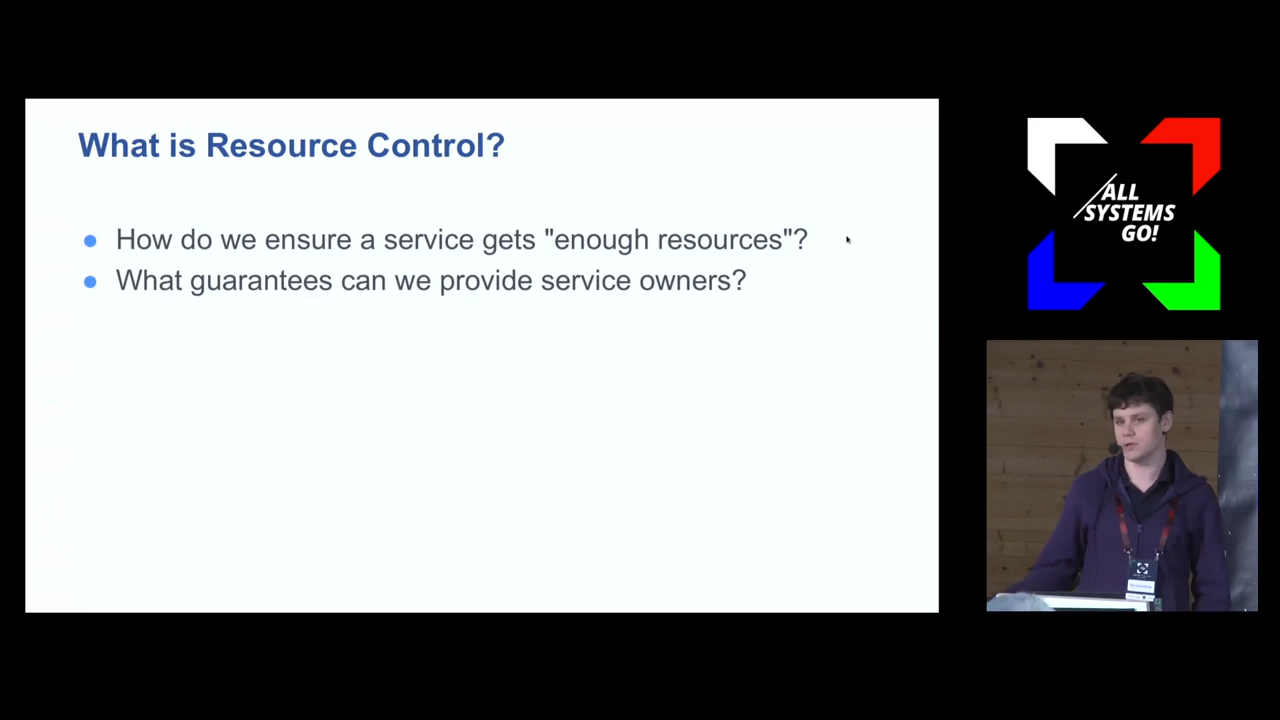 What is Resource Control?
How do we ensure a service gets "enough resources"?
What guarantees can we provide service owners?
ALL
SYSTEMS
GO!